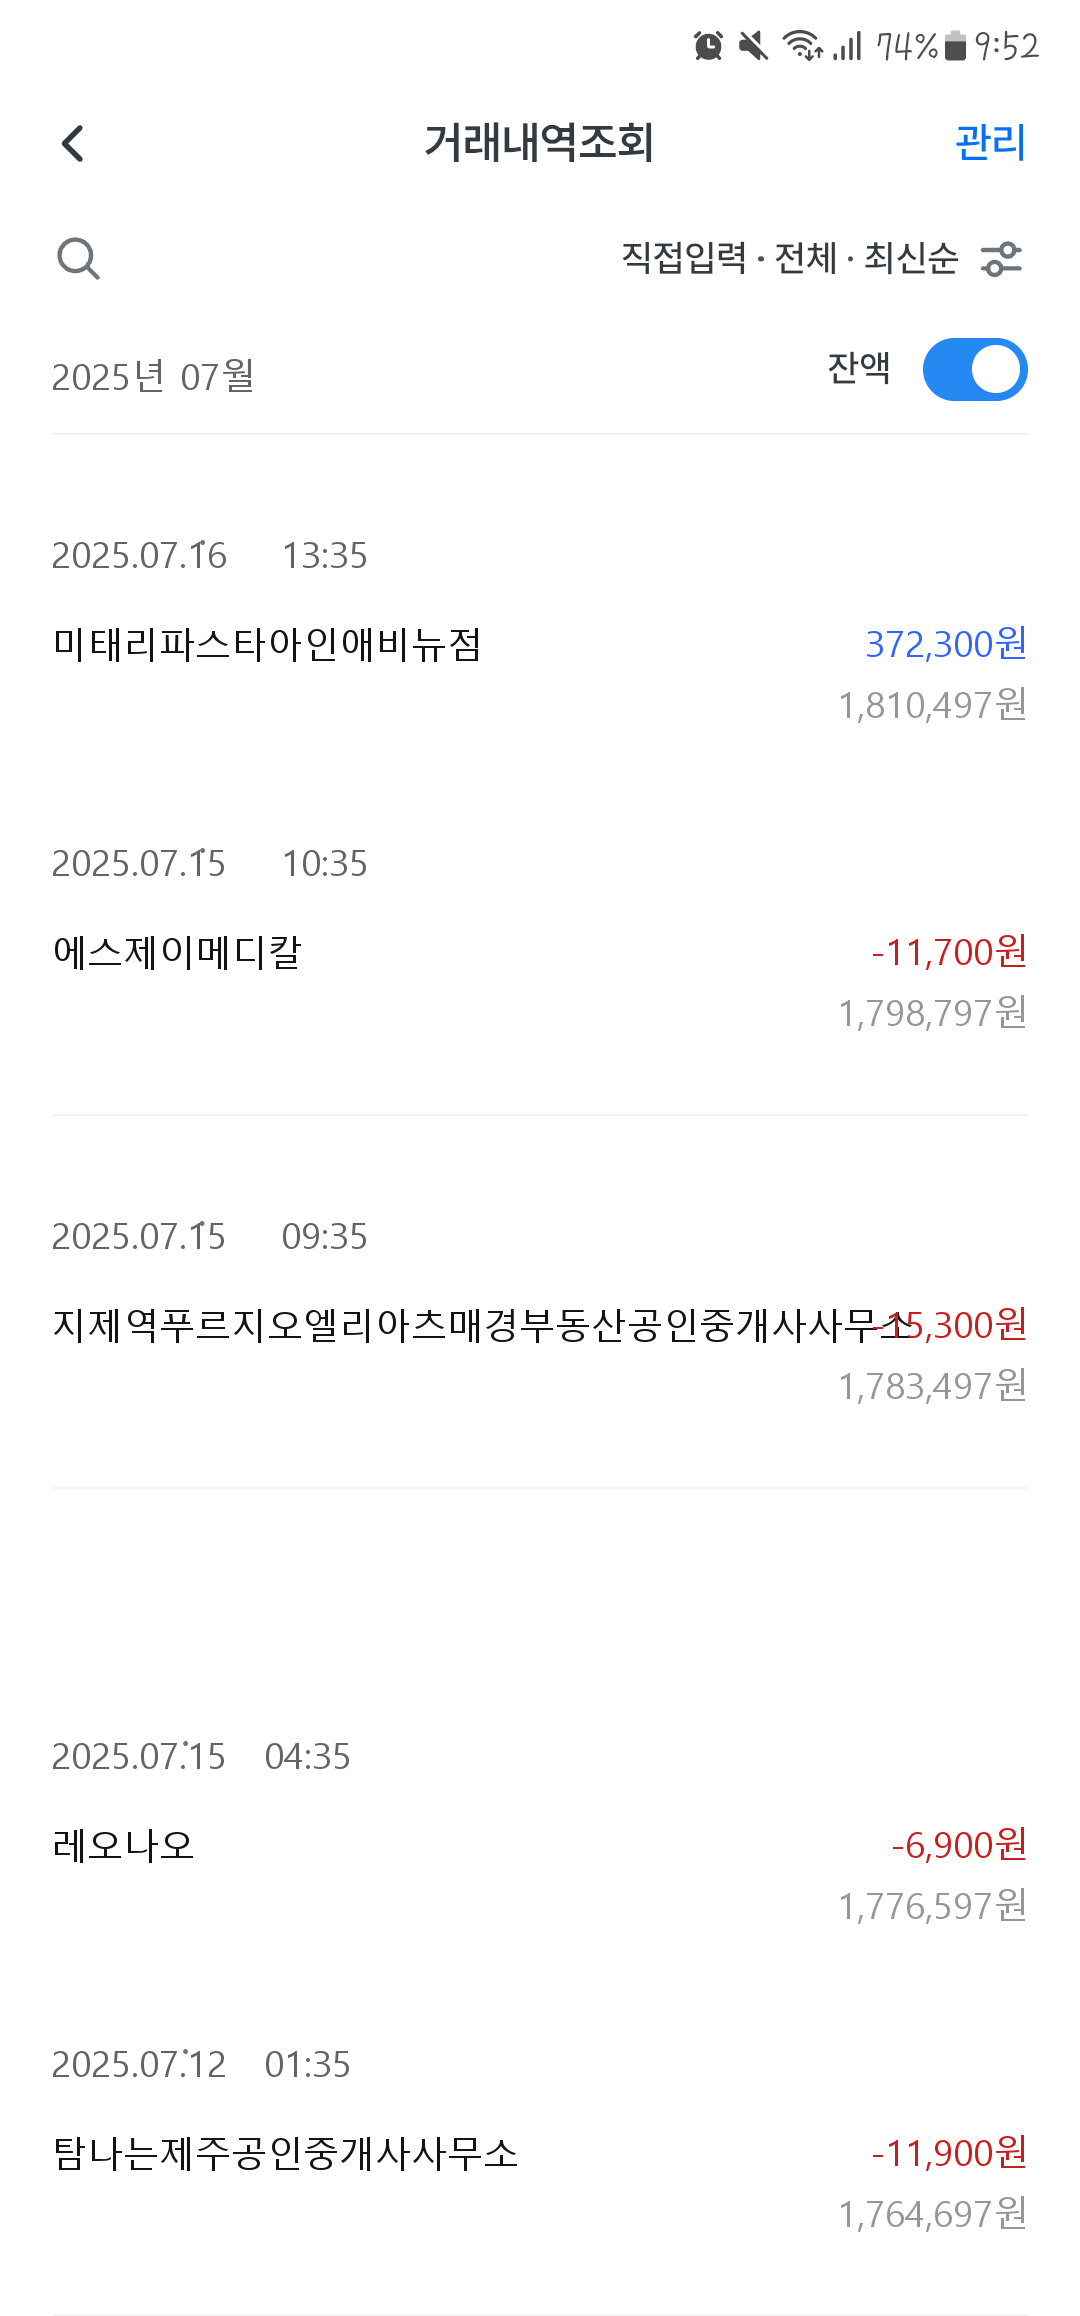 74% 9:52
거래내역조회 관리
직접입력 · 전체 · 최신순
2025년 07월 잔액
2025.07.16 13:35
미태리파스타아인애비뉴점 372,300원
1,810,497원
2025.07.15 10:35
에스제이메디칼 -11,700원
1,798,797원
2025.07.15 09:35
지제역푸르지오엘리아츠매경부동산공인중개사사무소 -15,300원
1,783,497원
2025.07.15 04:35
레오나오 -6,900원
1,776,597원
2025.07.12 01:35
탐나는제주공인중개사사무소 -11,900원
1,764,697원